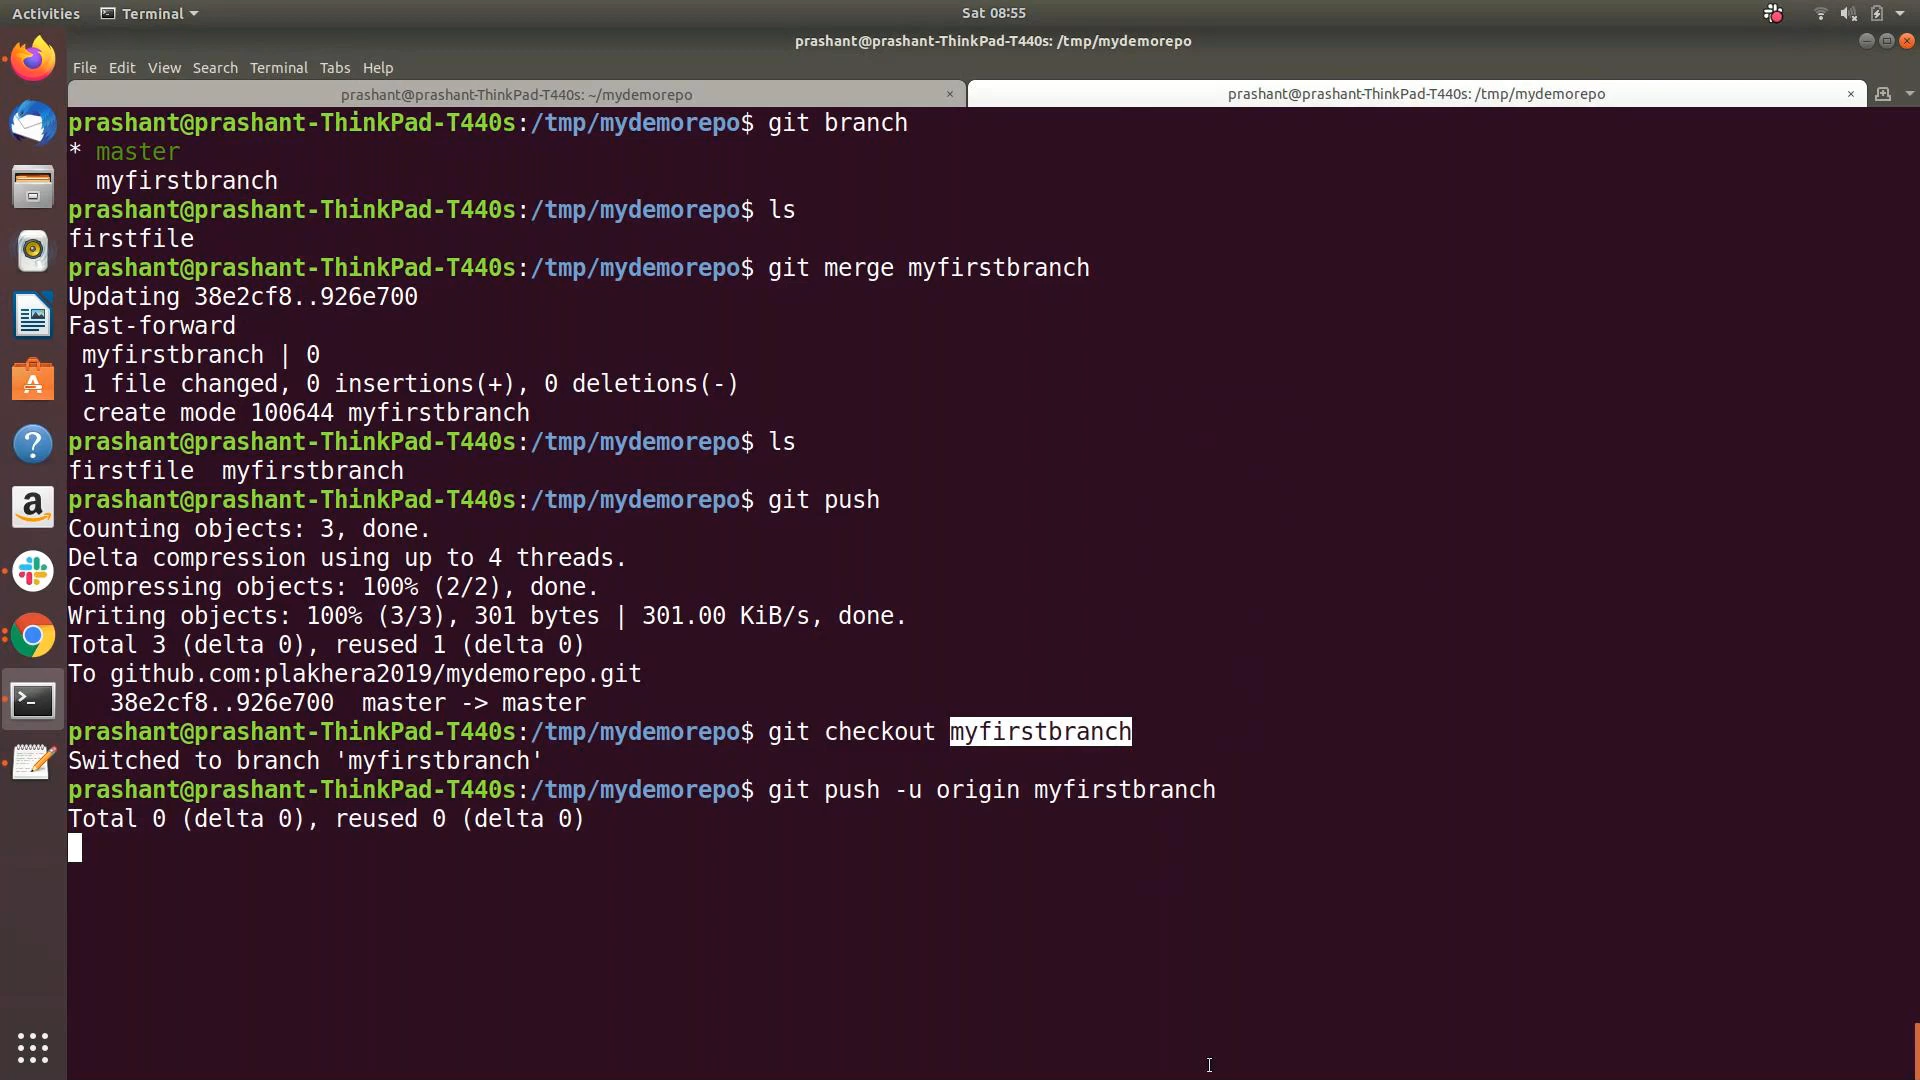 Activities Terminal Sat 08:55
prashant@prashant-ThinkPad-T440s: /tmp/mydemorepo
File Edit View Search Terminal Tabs Help
prashant@prashant-ThinkPad-T440s: ~/mydemorepo × prashant@prashant-ThinkPad-T440s: /tmp/mydemorepo ×
prashant@prashant-ThinkPad-T440s:/tmp/mydemorepo$ git branch
* master
  myfirstbranch
prashant@prashant-ThinkPad-T440s:/tmp/mydemorepo$ ls
firstfile
prashant@prashant-ThinkPad-T440s:/tmp/mydemorepo$ git merge myfirstbranch
Updating 38e2cf8..926e700
Fast-forward
 myfirstbranch | 0
 1 file changed, 0 insertions(+), 0 deletions(-)
 create mode 100644 myfirstbranch
prashant@prashant-ThinkPad-T440s:/tmp/mydemorepo$ ls
firstfile  myfirstbranch
prashant@prashant-ThinkPad-T440s:/tmp/mydemorepo$ git push
Counting objects: 3, done.
Delta compression using up to 4 threads.
Compressing objects: 100% (2/2), done.
Writing objects: 100% (3/3), 301 bytes | 301.00 KiB/s, done.
Total 3 (delta 0), reused 1 (delta 0)
To github.com:plakhera2019/mydemorepo.git
   38e2cf8..926e700  master -> master
prashant@prashant-ThinkPad-T440s:/tmp/mydemorepo$ git checkout myfirstbranch
Switched to branch 'myfirstbranch'
prashant@prashant-ThinkPad-T440s:/tmp/mydemorepo$ git push -u origin myfirstbranch
Total 0 (delta 0), reused 0 (delta 0)